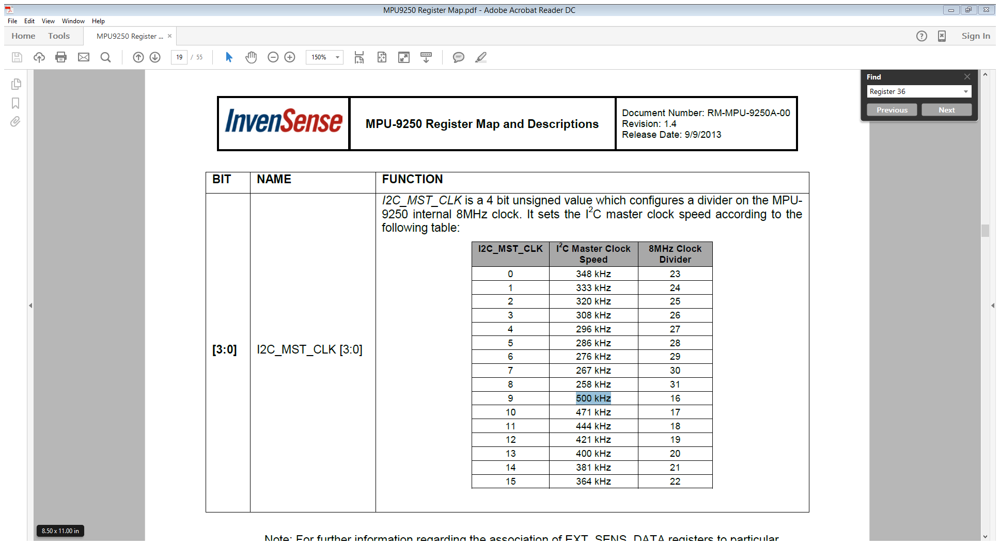 MPU9250 Register Map.pdf - Adobe Acrobat Reader DC
File Edit View Window Help
Home Tools MPU9250 Register ... × ? Sign In
19 / 55 150%
Find
Register 36
Previous Next
InvenSense
MPU-9250 Register Map and Descriptions
Document Number: RM-MPU-9250A-00
Revision: 1.4
Release Date: 9/9/2013
BIT NAME FUNCTION
I2C_MST_CLK is a 4 bit unsigned value which configures a divider on the MPU-
9250 internal 8MHz clock. It sets the I²C master clock speed according to the
following table:
I2C_MST_CLK I²C Master Clock 8MHz Clock
Speed Divider
0 348 kHz 23
1 333 kHz 24
2 320 kHz 25
3 308 kHz 26
4 296 kHz 27
5 286 kHz 28
[3:0] I2C_MST_CLK [3:0]
6 276 kHz 29
7 267 kHz 30
8 258 kHz 31
9 500 kHz 16
10 471 kHz 17
11 444 kHz 18
12 421 kHz 19
13 400 kHz 20
14 381 kHz 21
15 364 kHz 22
8.50 x 11.00 in
Note: For further information regarding the association of EXT_SENS_DATA registers to particular